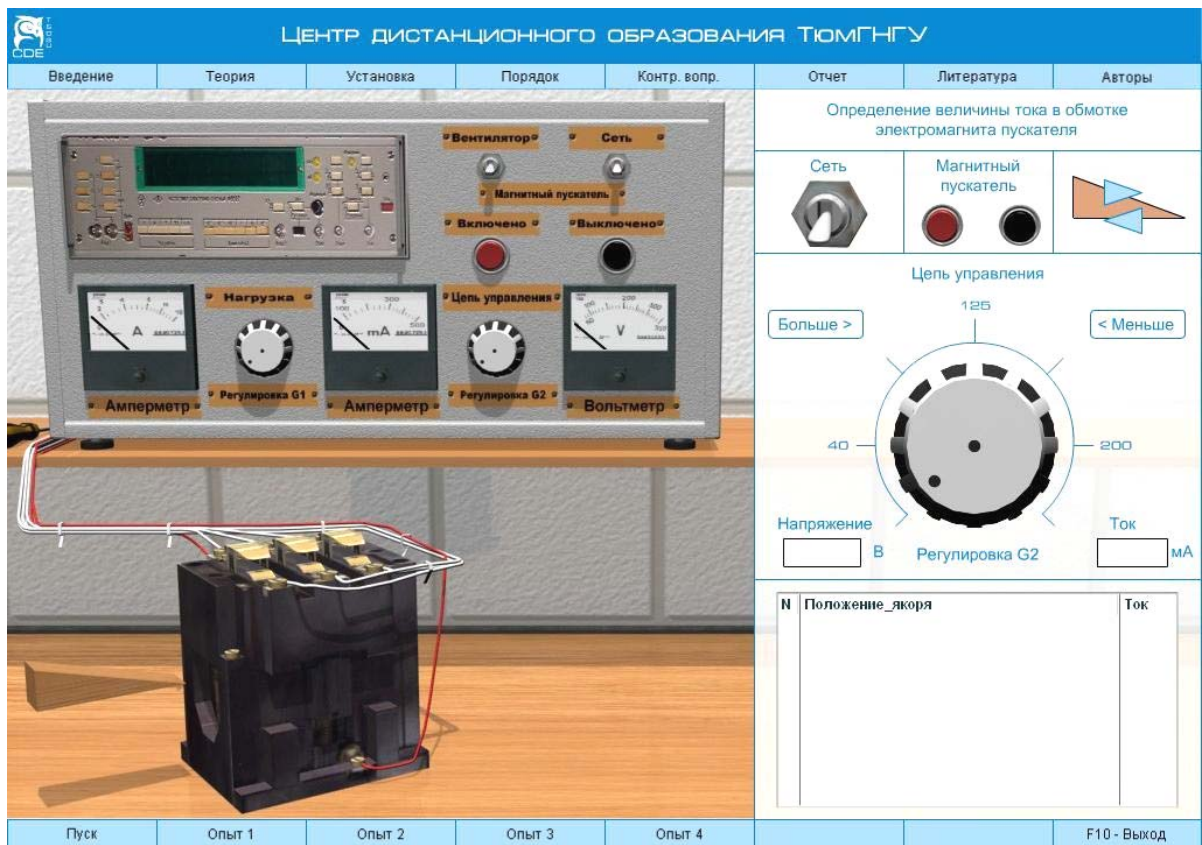 CDE
Центр дистанционного образования ТюмГНГУ
Введение
Теория
Установка
Порядок
Контр. вопр.
Отчет
Литература
Авторы
Вентилятор
Сеть
Магнитный пускатель
Включено
Выключено
Нагрузка
Цепь управления
A
mA
V
Амперметр
Регулировка G1
Амперметр
Регулировка G2
Вольтметр
Определение величины тока в обмотке
электромагнита пускателя
Сеть
Магнитный
пускатель
Цепь управления
125
Больше >
< Меньше
40
200
Напряжение
Ток
В
Регулировка G2
мА
N Положение_якоря Ток
Пуск
Опыт 1
Опыт 2
Опыт 3
Опыт 4
F10 - Выход